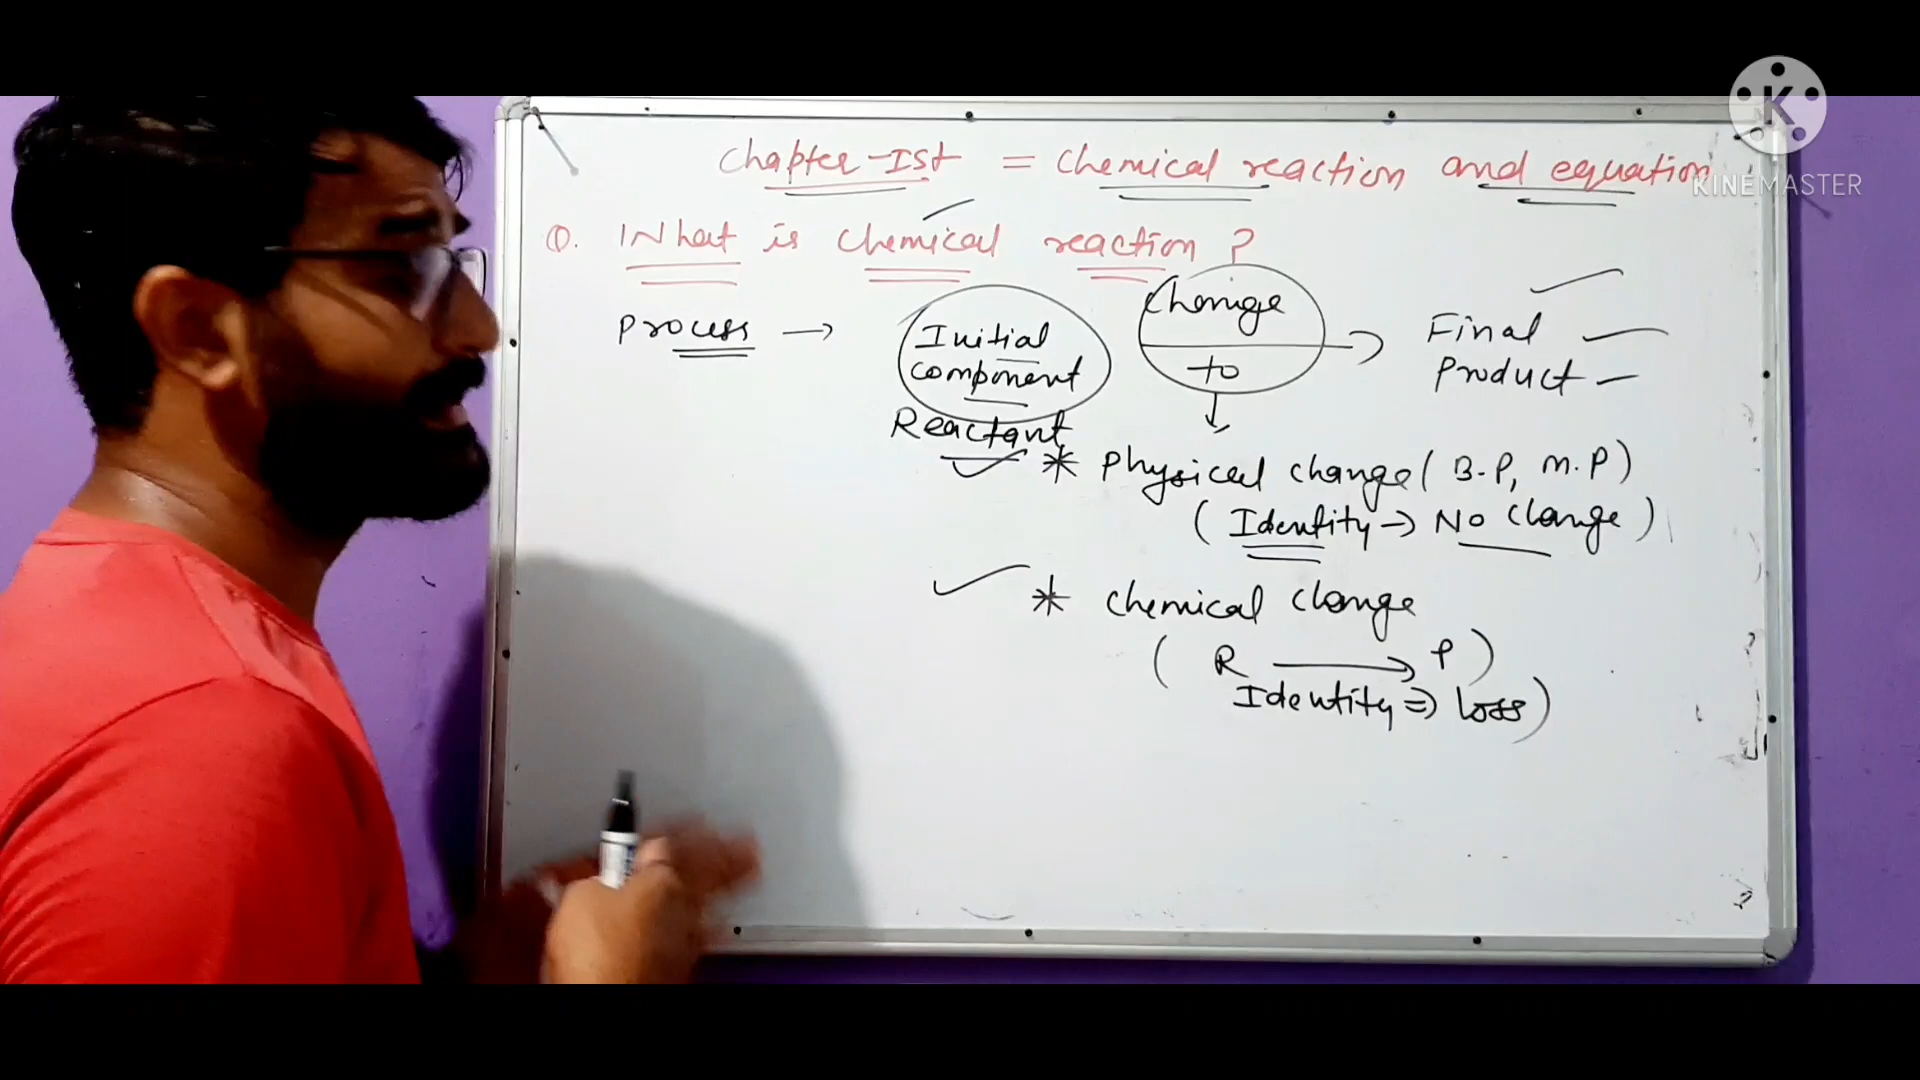 Chapter-Ist = Chemical reaction and equation
KINEMASTER
Q. What is chemical reaction ?
Process → Initial component change to → Final Product
Reactant
* Physical change ( B.P, M.P )
( Identity → No change )
* Chemical change
( R → P )
Identity ⇒ loss )